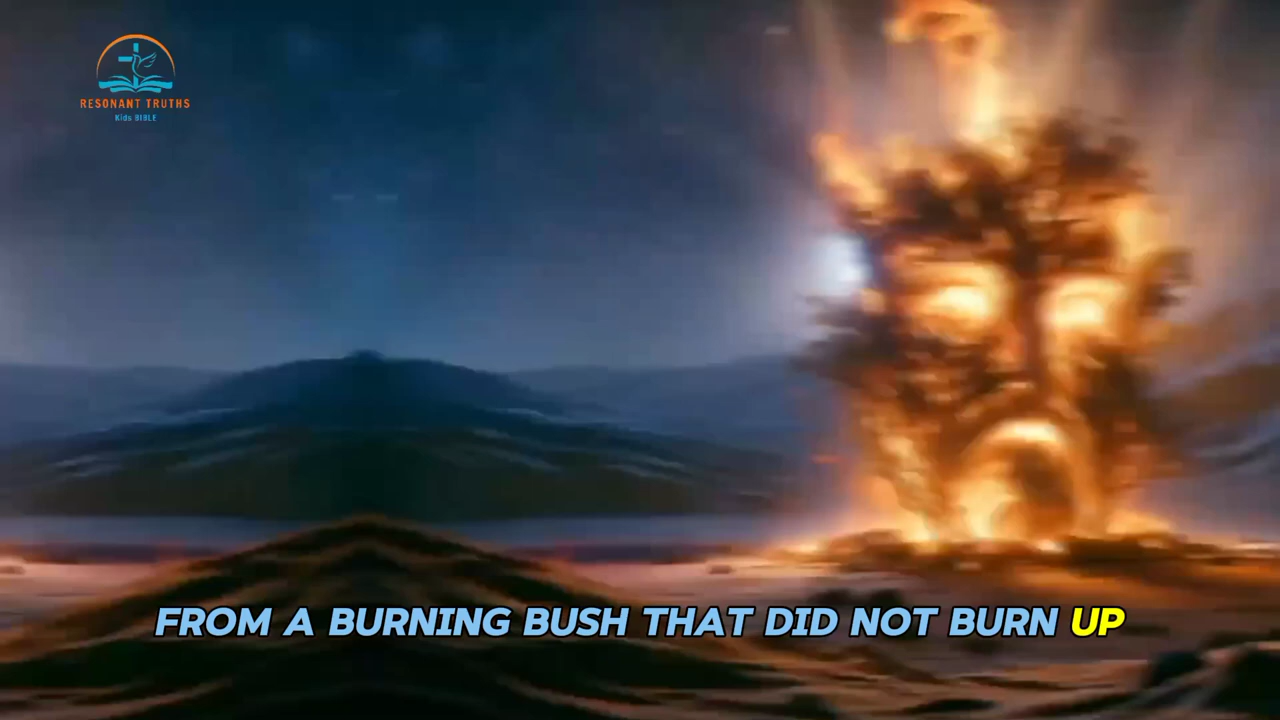 RESONANT TRUTHS
Kids BIBLE
FROM A BURNING BUSH THAT DID NOT BURN UP